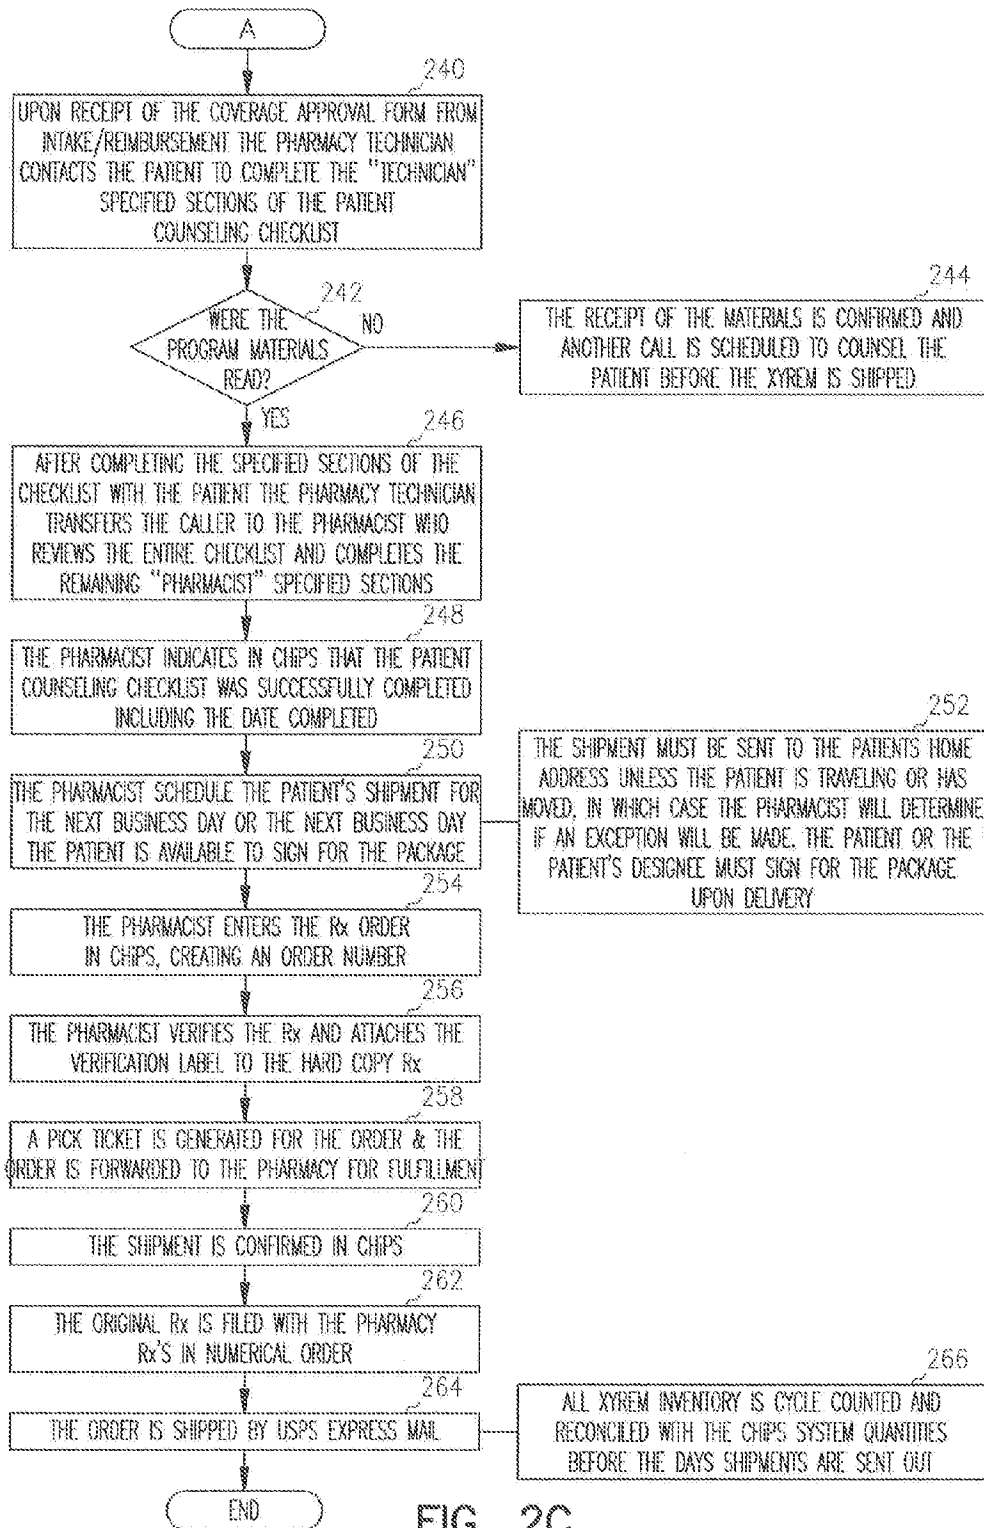 A
240
UPON RECEIPT OF THE COVERAGE APPROVAL FORM FROM
INTAKE/REIMBURSEMENT THE PHARMACY TECHNICIAN
CONTACTS THE PATIENT TO COMPLETE THE "TECHNICIAN"
SPECIFIED SECTIONS OF THE PATIENT
COUNSELING CHECKLIST
242
WERE THE
PROGRAM MATERIALS
READ?
NO
244
THE RECEIPT OF THE MATERIALS IS CONFIRMED AND
ANOTHER CALL IS SCHEDULED TO COUNSEL THE
PATIENT BEFORE THE XYREM IS SHIPPED
YES
246
AFTER COMPLETING THE SPECIFIED SECTIONS OF THE
CHECKLIST WITH THE PATIENT THE PHARMACY TECHNICIAN
TRANSFERS THE CALLER TO THE PHARMACIST WHO
REVIEWS THE ENTIRE CHECKLIST AND COMPLETES THE
REMAINING "PHARMACIST" SPECIFIED SECTIONS
248
THE PHARMACIST INDICATES IN CHIPS THAT THE PATIENT
COUNSELING CHECKLIST WAS SUCCESSFULLY COMPLETED
INCLUDING THE DATE COMPLETED
250
THE PHARMACIST SCHEDULE THE PATIENT'S SHIPMENT FOR
THE NEXT BUSINESS DAY OR THE NEXT BUSINESS DAY
THE PATIENT IS AVAILABLE TO SIGN FOR THE PACKAGE
252
THE SHIPMENT MUST BE SENT TO THE PATIENTS HOME
ADDRESS UNLESS THE PATIENT IS TRAVELING OR HAS
MOVED, IN WHICH CASE THE PHARMACIST WILL DETERMINE
IF AN EXCEPTION WILL BE MADE. THE PATIENT OR THE
PATIENT'S DESIGNEE MUST SIGN FOR THE PACKAGE
UPON DELIVERY
254
THE PHARMACIST ENTERS THE Rx ORDER
IN CHIPS, CREATING AN ORDER NUMBER
256
THE PHARMACIST VERIFIES THE Rx AND ATTACHES THE
VERIFICATION LABEL TO THE HARD COPY Rx
258
A PICK TICKET IS GENERATED FOR THE ORDER & THE
ORDER IS FORWARDED TO THE PHARMACY FOR FULFILLMENT
260
THE SHIPMENT IS CONFIRMED IN CHIPS
262
THE ORIGINAL Rx IS FILED WITH THE PHARMACY
Rx'S IN NUMERICAL ORDER
264
THE ORDER IS SHIPPED BY USPS EXPRESS MAIL
266
ALL XYREM INVENTORY IS CYCLE COUNTED AND
RECONCILED WITH THE CHIPS SYSTEM QUANTITIES
BEFORE THE DAYS SHIPMENTS ARE SENT OUT
END
FIG 2C